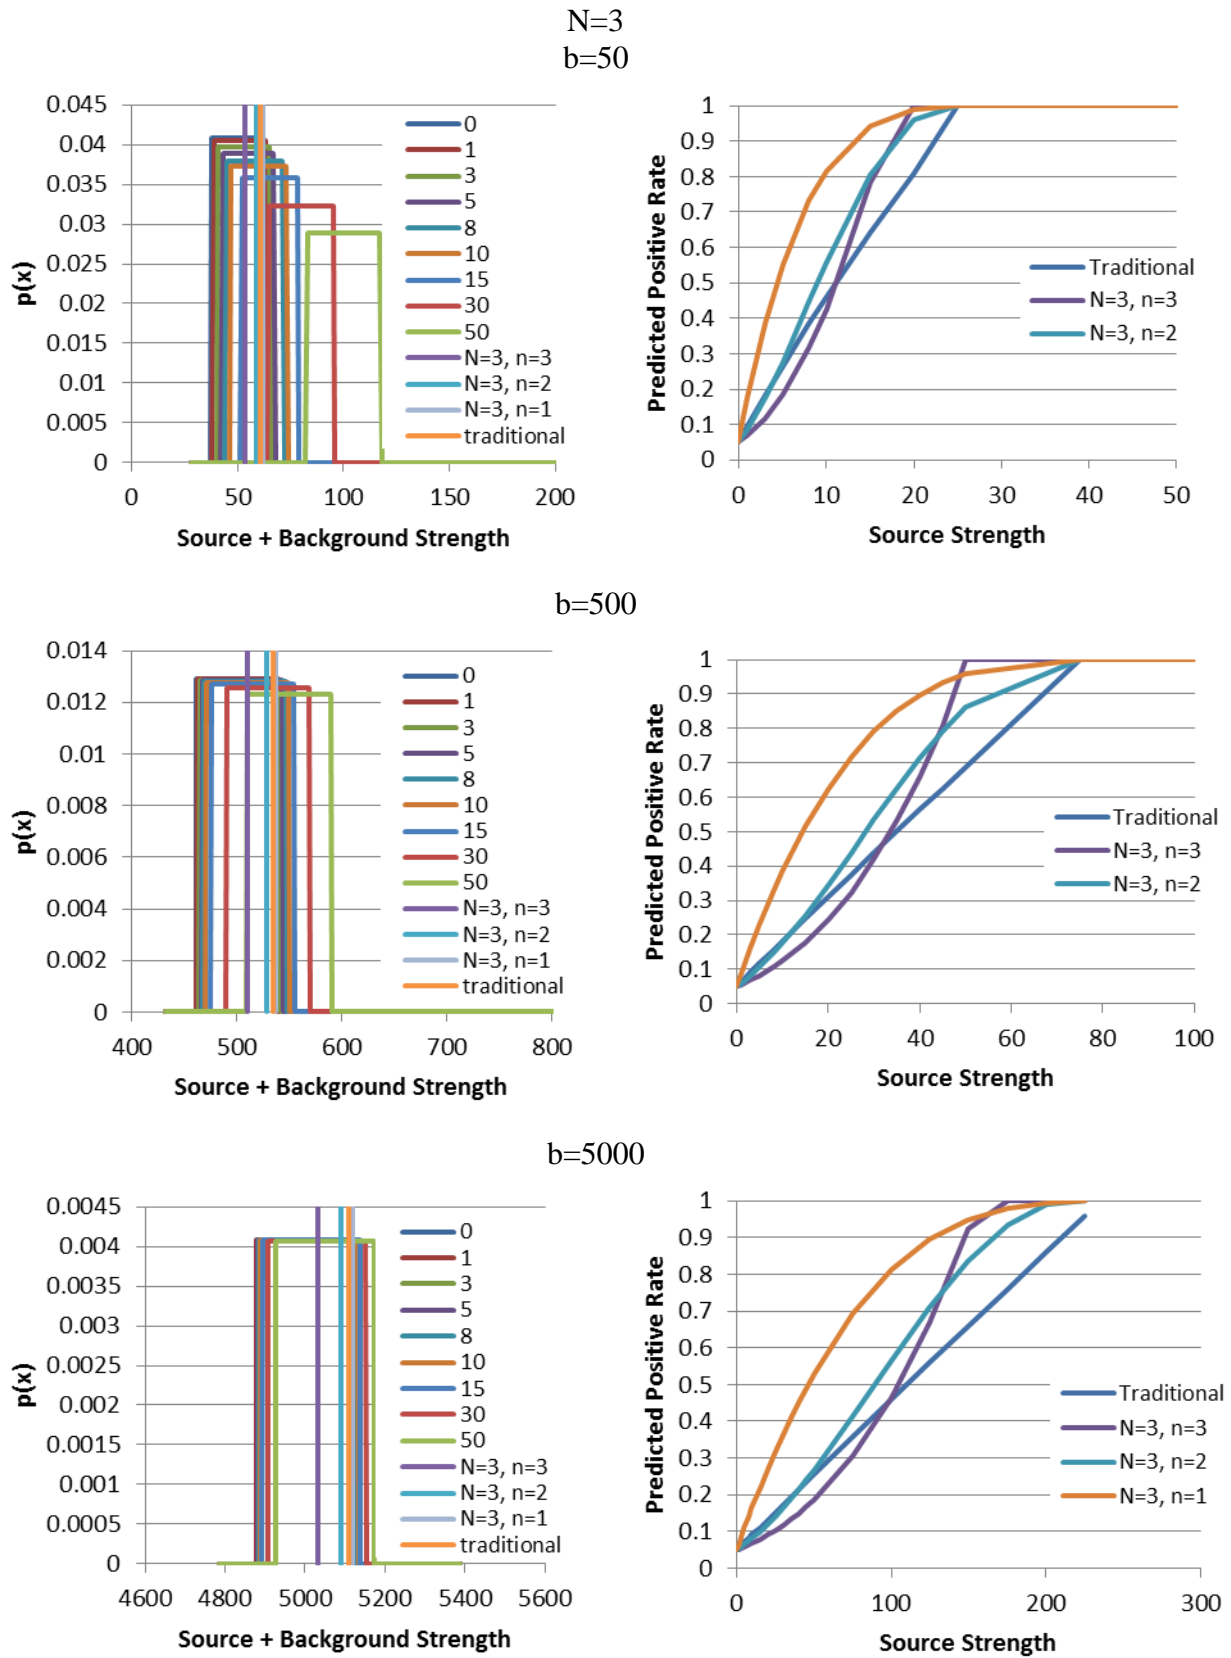 N=3
b=50
0.045
0.04
0.035
0.03
0.025
0.02
0.015
0.01
0.005
0
p(x)
0 50 100 150 200
Source + Background Strength
0
1
3
5
8
10
15
30
50
N=3, n=3
N=3, n=2
N=3, n=1
traditional
1
0.9
0.8
0.7
0.6
0.5
0.4
0.3
0.2
0.1
0
Predicted Positive Rate
0 10 20 30 40 50
Source Strength
Traditional
N=3, n=3
N=3, n=2
b=500
0.014
0.012
0.01
0.008
0.006
0.004
0.002
0
p(x)
400 500 600 700 800
Source + Background Strength
0
1
3
5
8
10
15
30
50
N=3, n=3
N=3, n=2
N=3, n=1
traditional
1
0.9
0.8
0.7
0.6
0.5
0.4
0.3
0.2
0.1
0
Predicted Positive Rate
0 20 40 60 80 100
Source Strength
Traditional
N=3, n=3
N=3, n=2
b=5000
0.0045
0.004
0.0035
0.003
0.0025
0.002
0.0015
0.001
0.0005
0
p(x)
4600 4800 5000 5200 5400 5600
Source + Background Strength
0
1
3
5
8
10
15
30
50
N=3, n=3
N=3, n=2
N=3, n=1
traditional
1
0.9
0.8
0.7
0.6
0.5
0.4
0.3
0.2
0.1
0
Predicted Positive Rate
0 100 200 300
Source Strength
Traditional
N=3, n=3
N=3, n=2
N=3, n=1